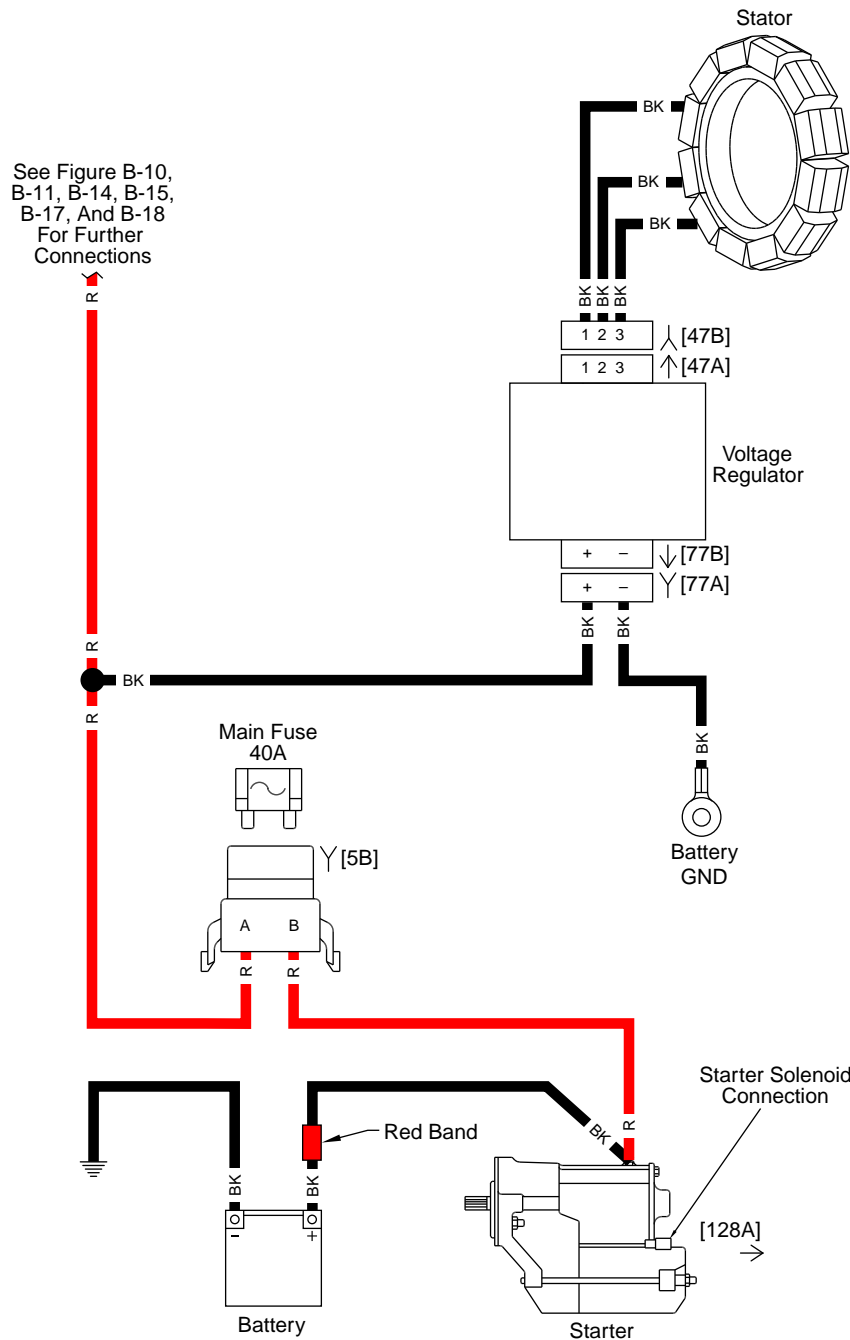 Stator
BK
BK
BK
See Figure B-10,
B-11, B-14, B-15,
B-17, And B-18
For Further
Connections
R
BK
BK
BK
1 2 3
[47B]
1 2 3
[47A]
Voltage
Regulator
+ –
[77B]
+ –
[77A]
BK
BK
R
BK
R
Main Fuse
40A
BK
Battery
GND
[5B]
A B
R
R
Starter Solenoid
Connection
Red Band
R
BK
BK
BK
- +
[128A]
Battery
Starter